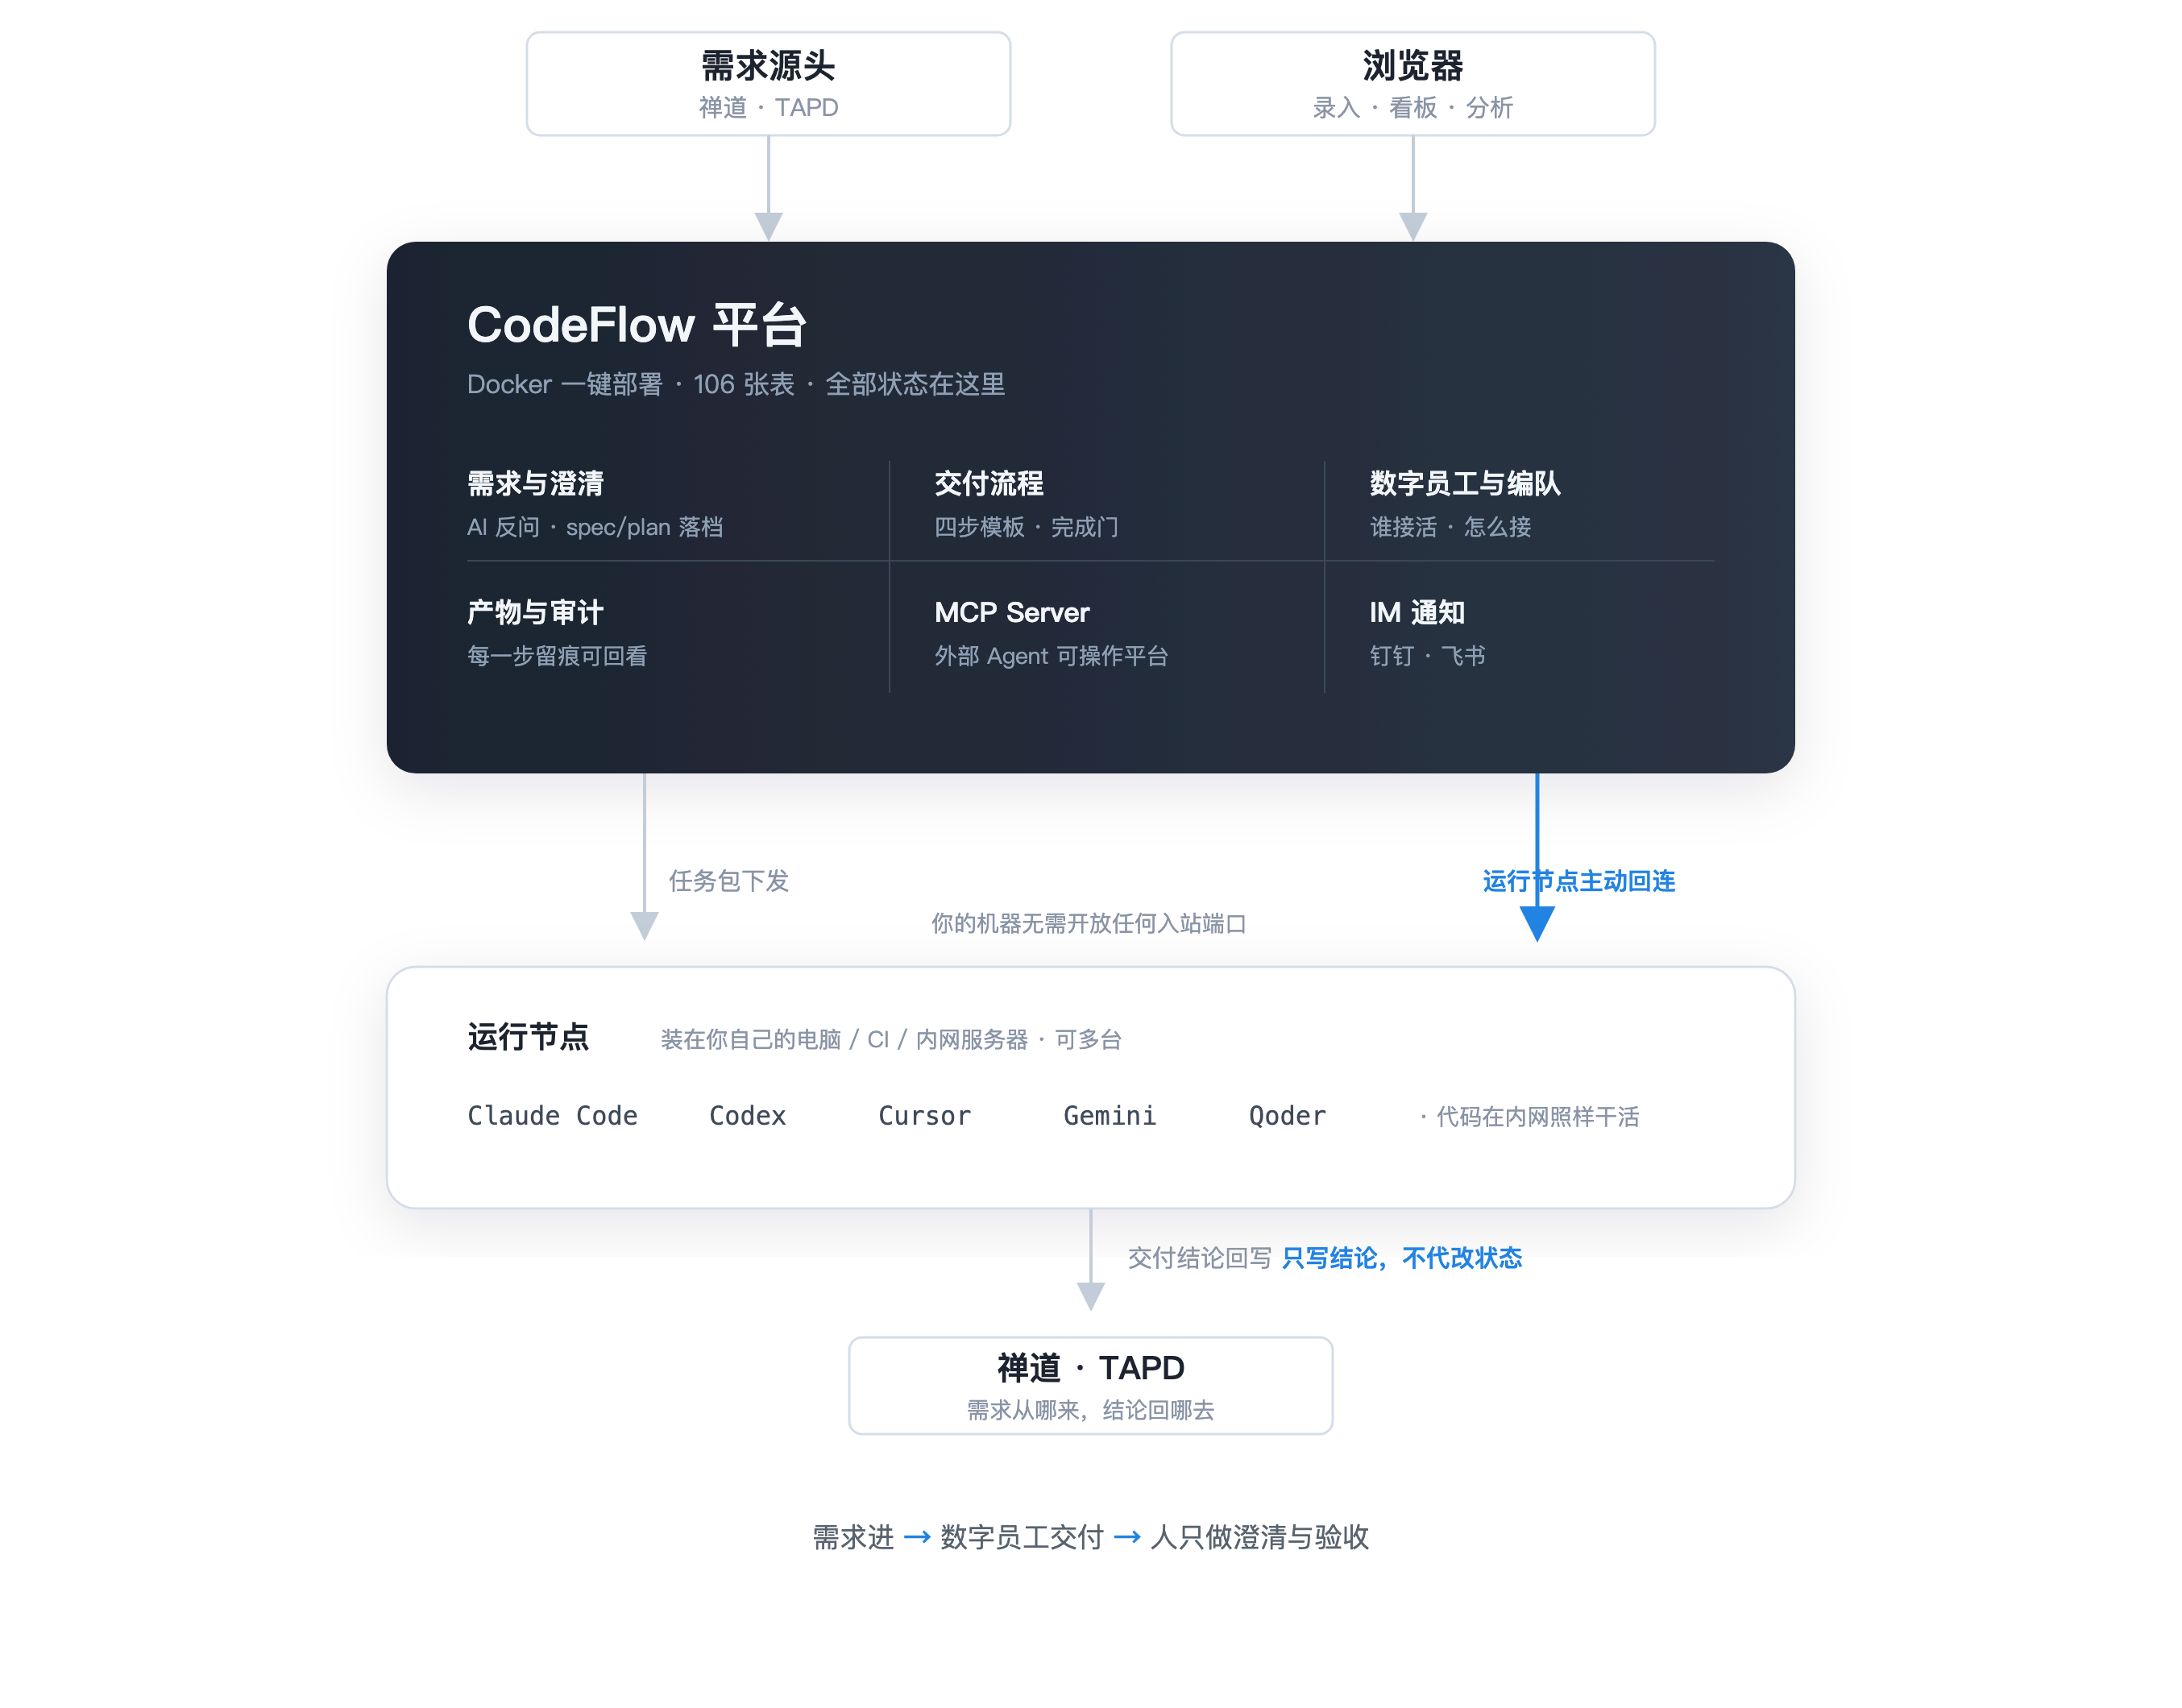 需求源头
禅道 · TAPD
浏览器
录入 · 看板 · 分析
CodeFlow 平台
Docker 一键部署 · 106 张表 · 全部状态在这里
需求与澄清
AI 反问 · spec/plan 落档
交付流程
四步模板 · 完成门
数字员工与编队
谁接活 · 怎么接
产物与审计
每一步留痕可回看
MCP Server
外部 Agent 可操作平台
IM 通知
钉钉 · 飞书
任务包下发
运行节点主动回连
你的机器无需开放任何入站端口
运行节点
装在你自己的电脑 / CI / 内网服务器 · 可多台
Claude Code
Codex
Cursor
Gemini
Qoder
· 代码在内网照样干活
交付结论回写 只写结论，不代改状态
禅道 · TAPD
需求从哪来，结论回哪去
需求进 → 数字员工交付 → 人只做澄清与验收